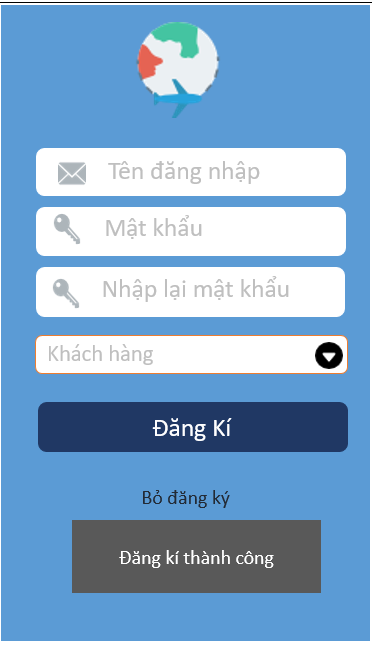 Tên đăng nhập
Mật khẩu
Nhập lại mật khẩu
Khách hàng
Đăng Kí
Bỏ đăng ký
Đăng kí thành công